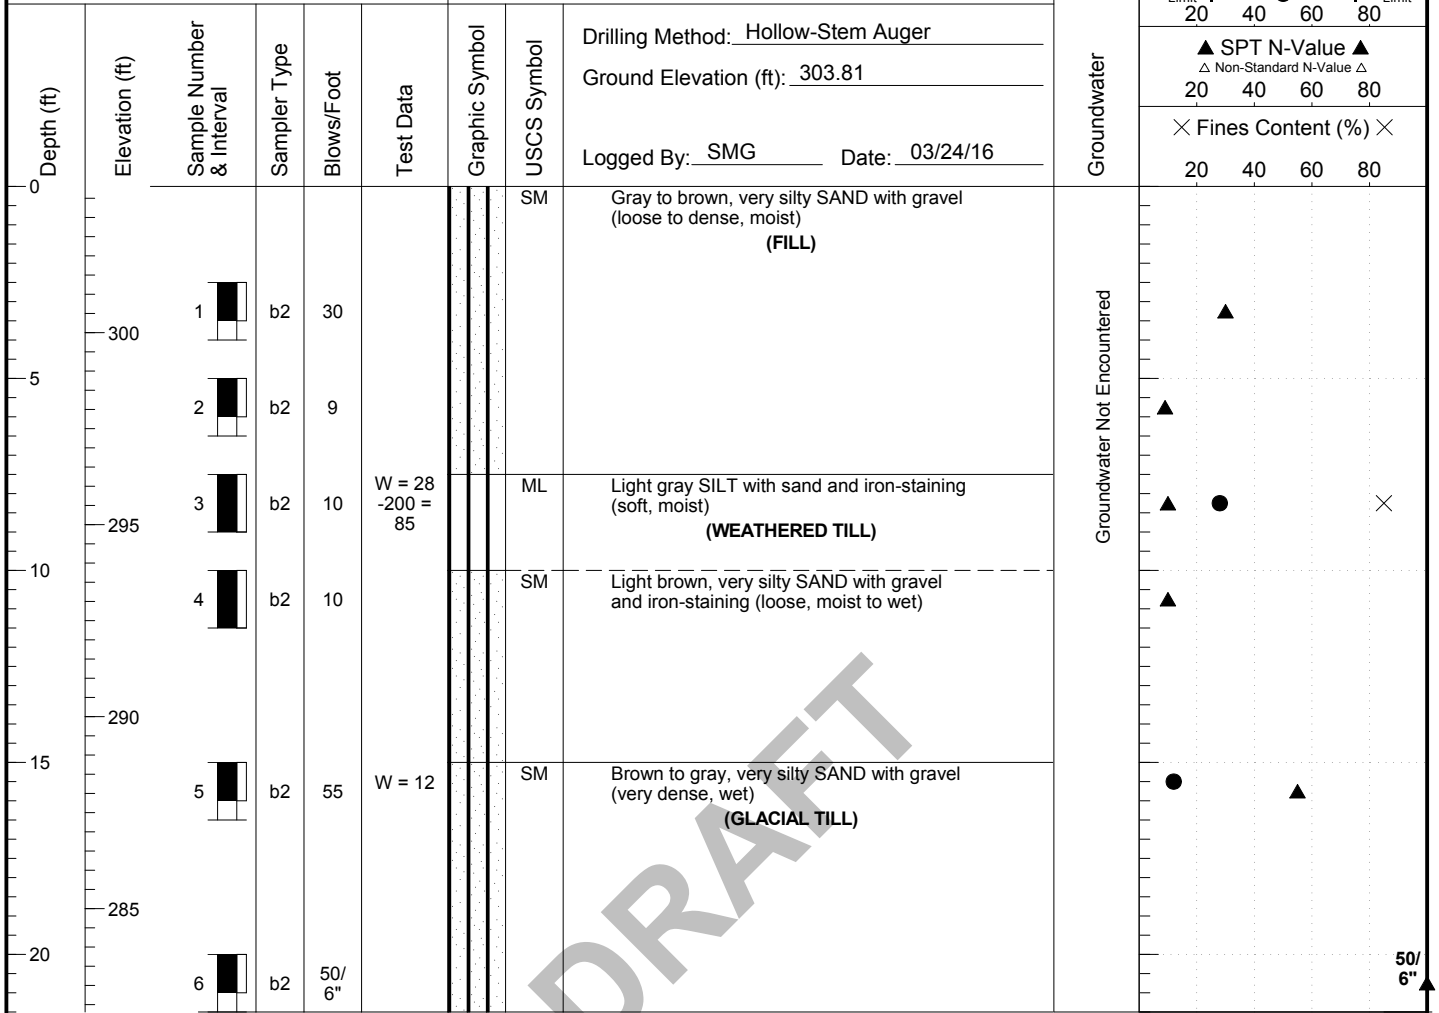 Limit Limit
20 40 60 80
Drilling Method: Hollow-Stem Auger
▲ SPT N-Value ▲
△ Non-Standard N-Value △
Ground Elevation (ft): 303.81
20 40 60 80
× Fines Content (%) ×
Logged By: SMG Date: 03/24/16
20 40 60 80
Depth (ft)
Elevation (ft)
Sample Number
& Interval
Sampler Type
Blows/Foot
Test Data
Graphic Symbol
USCS Symbol
Groundwater
0
SM Gray to brown, very silty SAND with gravel
(loose to dense, moist)
(FILL)
1 b2 30
300
5
2 b2 9
Groundwater Not Encountered
W = 28
-200 =
85
3 b2 10
ML Light gray SILT with sand and iron-staining
(soft, moist)
(WEATHERED TILL)
295
10
SM Light brown, very silty SAND with gravel
and iron-staining (loose, moist to wet)
4 b2 10
290
15
SM Brown to gray, very silty SAND with gravel
(very dense, wet)
(GLACIAL TILL)
5 b2 55 W = 12
285
20
6 b2 50/
6"
50/
6"
DRAFT